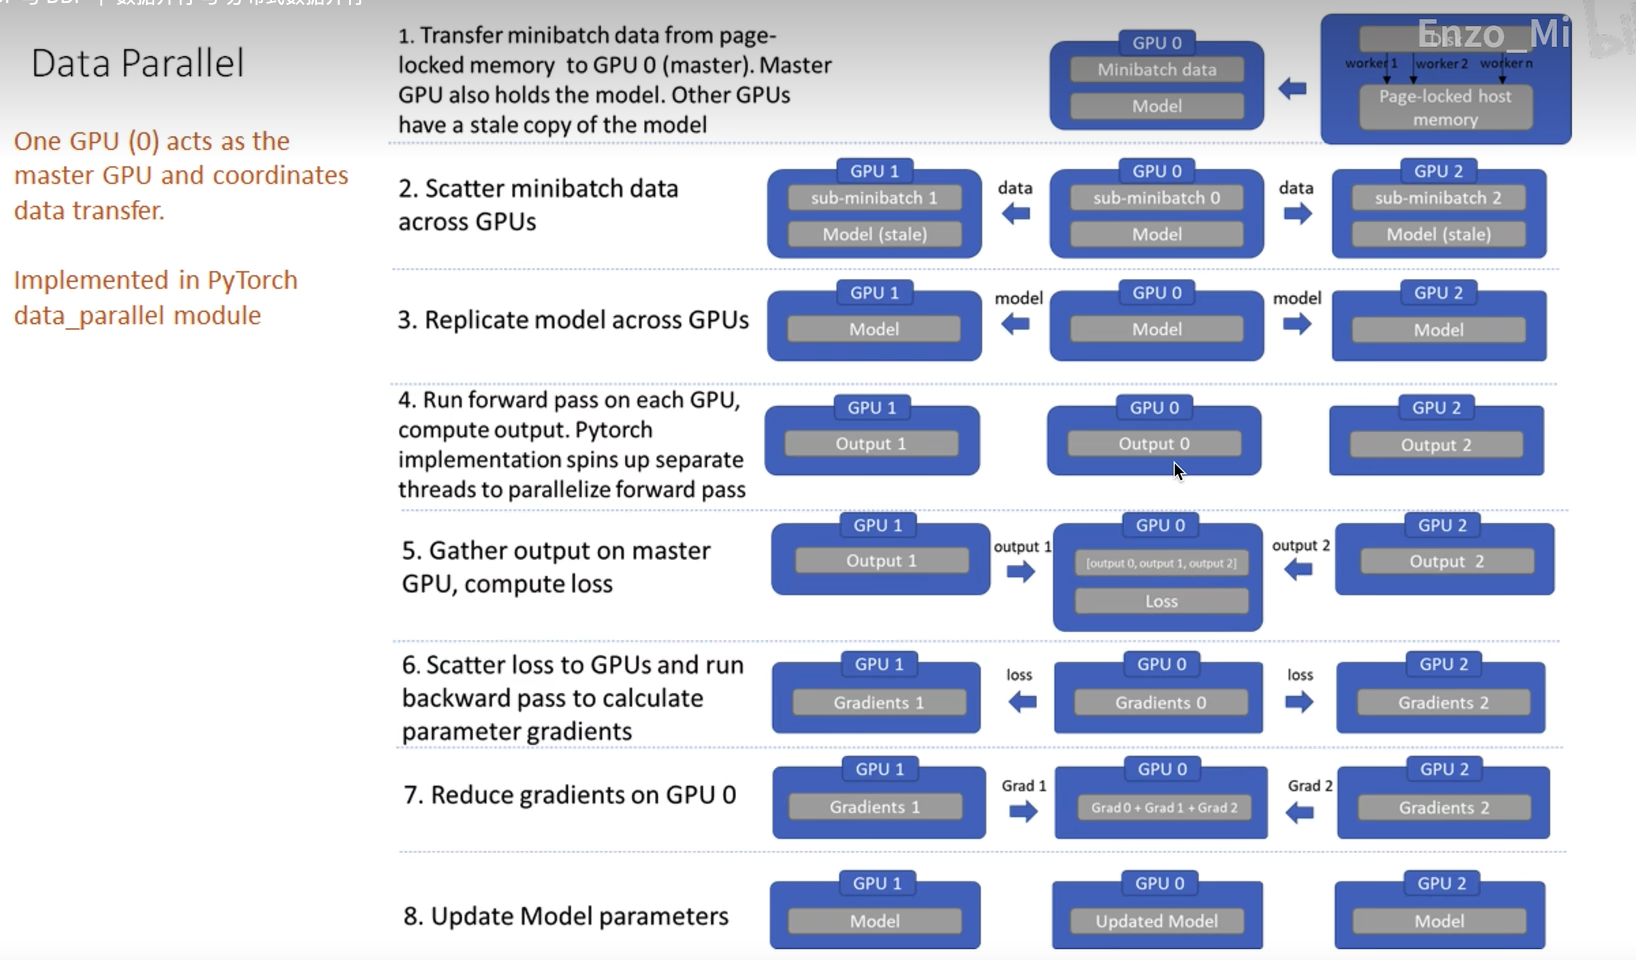 Data Parallel
One GPU (0) acts as the
master GPU and coordinates
data transfer.
Implemented in PyTorch
data_parallel module
1. Transfer minibatch data from page-
locked memory to GPU 0 (master). Master
GPU also holds the model. Other GPUs
have a stale copy of the model
GPU 0
Minibatch data
Model
Enzo_Mi
worker 1
worker 2
worker n
Page-locked host
memory
2. Scatter minibatch data
across GPUs
GPU 1
sub-minibatch 1
Model (stale)
data
GPU 0
sub-minibatch 0
Model
data
GPU 2
sub-minibatch 2
Model (stale)
3. Replicate model across GPUs
GPU 1
Model
model
GPU 0
Model
model
GPU 2
Model
4. Run forward pass on each GPU,
compute output. Pytorch
implementation spins up separate
threads to parallelize forward pass
GPU 1
Output 1
GPU 0
Output 0
GPU 2
Output 2
5. Gather output on master
GPU, compute loss
GPU 1
Output 1
output 1
GPU 0
[output 0, output 1, output 2]
Loss
output 2
GPU 2
Output 2
6. Scatter loss to GPUs and run
backward pass to calculate
parameter gradients
GPU 1
Gradients 1
loss
GPU 0
Gradients 0
loss
GPU 2
Gradients 2
7. Reduce gradients on GPU 0
GPU 1
Gradients 1
Grad 1
GPU 0
Grad 0 + Grad 1 + Grad 2
Grad 2
GPU 2
Gradients 2
8. Update Model parameters
GPU 1
Model
GPU 0
Updated Model
GPU 2
Model